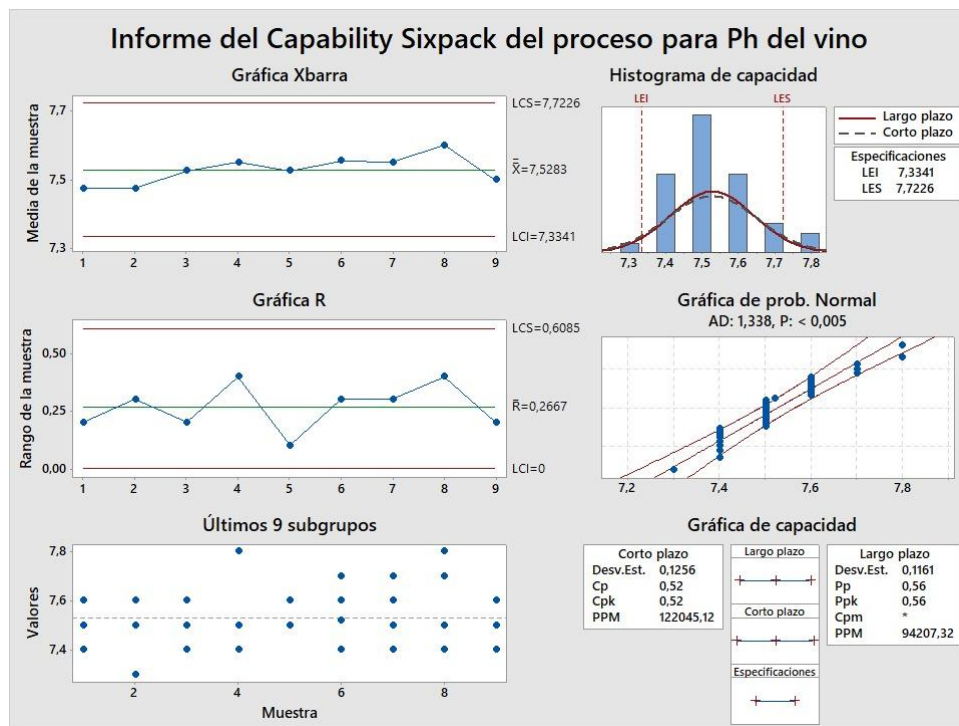 Informe del Capability Sixpack del proceso para Ph del vino
Gráfica Xbarra
Media de la muestra
7,7
7,5
7,3
1 2 3 4 5 6 7 8 9
LCS=7,7226
X=7,5283
LCI=7,3341
Histograma de capacidad
LEI LES
7,3 7,4 7,5 7,6 7,7 7,8
Largo plazo
Corto plazo
Especificaciones
LEI 7,3341
LES 7,7226
Gráfica R
Rango de la muestra
0,50
0,25
0,00
1 2 3 4 5 6 7 8 9
LCS=0,6085
R=0,2667
LCI=0
Gráfica de prob. Normal
AD: 1,338, P: < 0,005
7,2 7,4 7,6 7,8
Últimos 9 subgrupos
Valores
7,8
7,6
7,4
2 4 6 8
Muestra
Gráfica de capacidad
Corto plazo
Desv.Est. 0,1256
Cp 0,52
Cpk 0,52
PPM 122045,12
Largo plazo
Corto plazo
Especificaciones
Largo plazo
Desv.Est. 0,1161
Pp 0,56
Ppk 0,56
Cpm *
PPM 94207,32